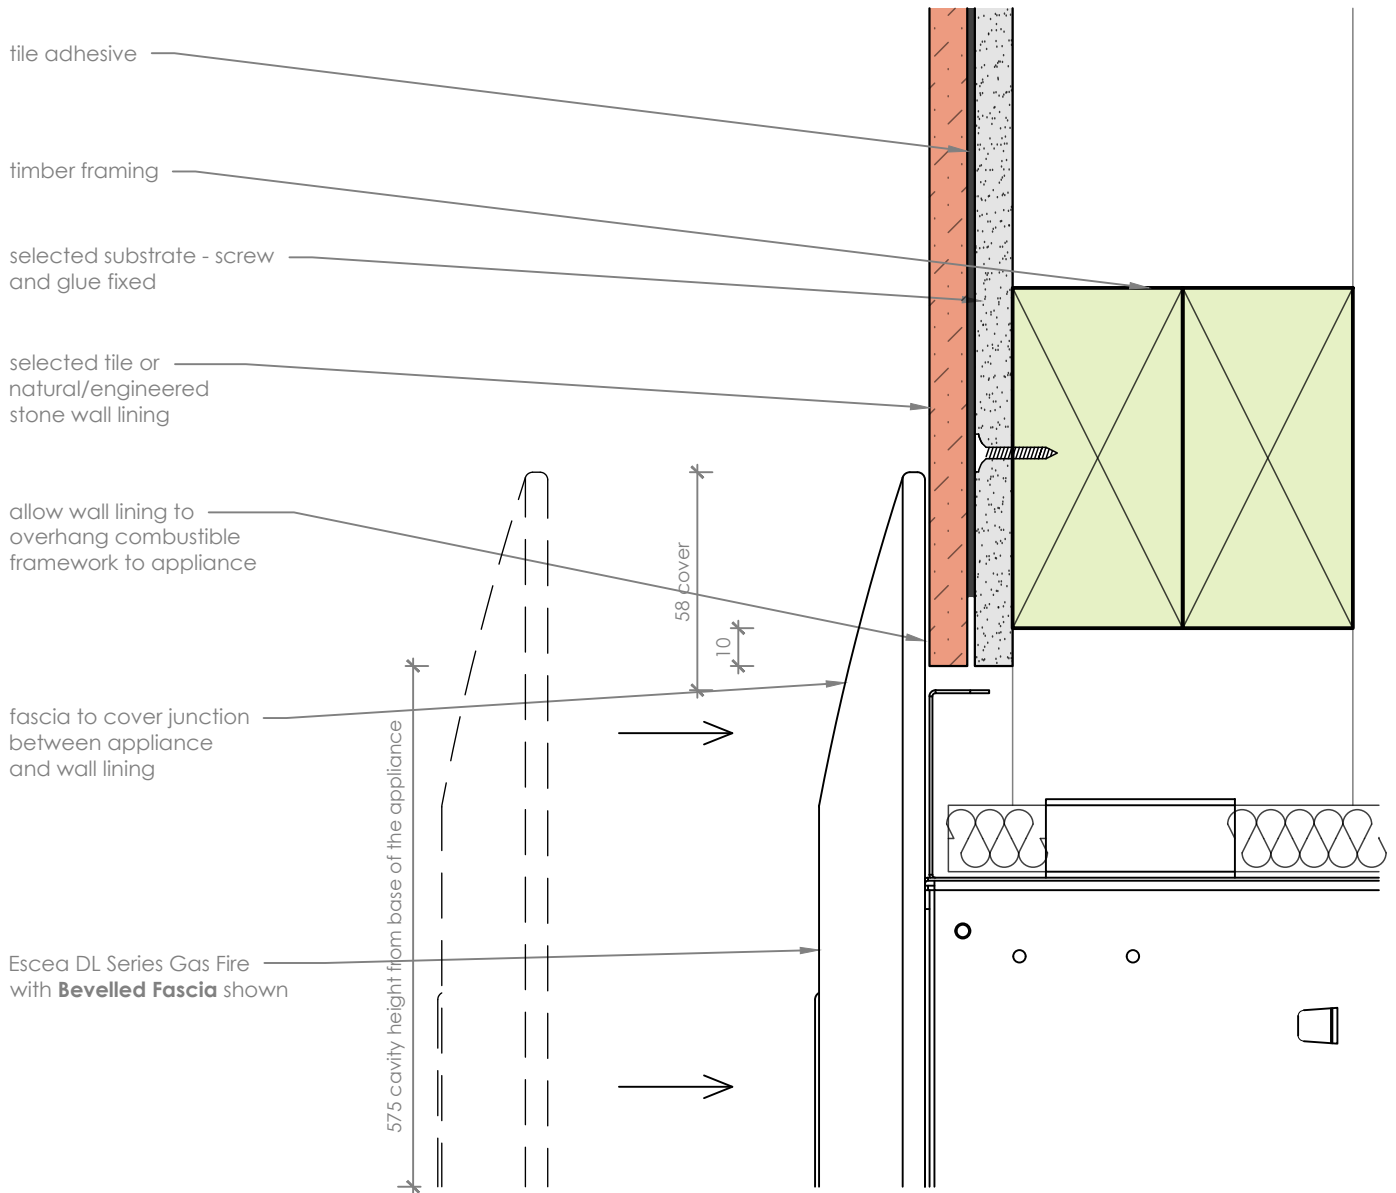 tile adhesive
timber framing
selected substrate - screw
and glue fixed
selected tile or
natural/engineered
stone wall lining
allow wall lining to
overhang combustible
framework to appliance
58 cover
10
fascia to cover junction
between appliance
and wall lining
575 cavity height from base of the appliance
Escea DL Series Gas Fire
with Bevelled Fascia shown